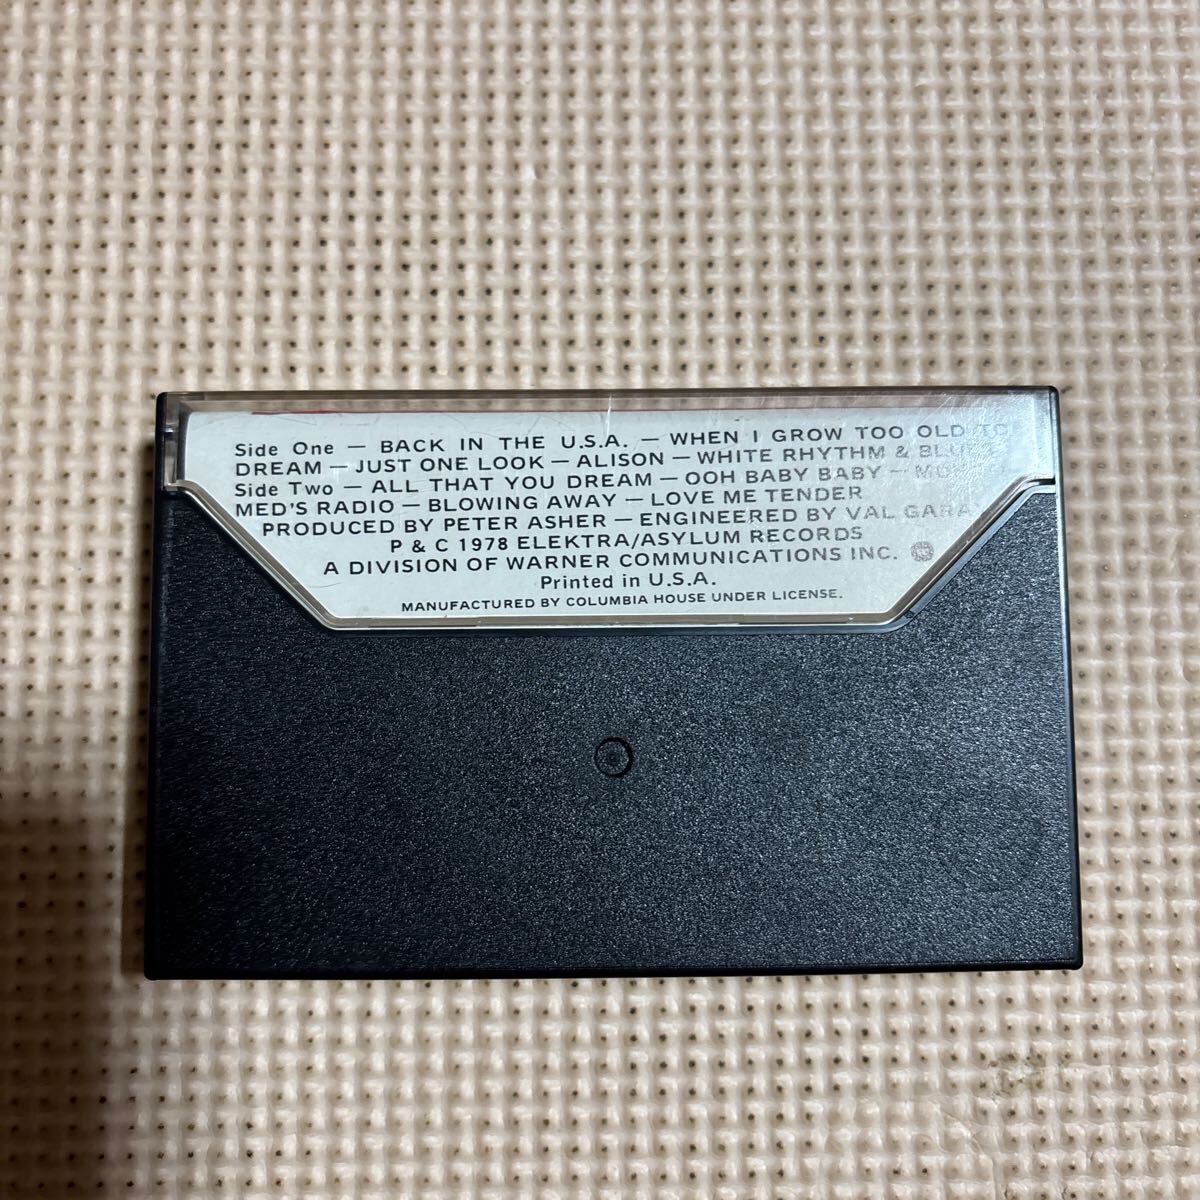 Side One — BACK IN THE U.S.A. — WHEN I GROW TOO OLD TO
DREAM — JUST ONE LOOK — ALISON — WHITE RHYTHM & BLUES
Side Two — ALL THAT YOU DREAM — OOH BABY BABY —
MED'S RADIO — BLOWING AWAY — LOVE ME TENDER
PRODUCED BY PETER ASHER — ENGINEERED BY VAL GARAY
P & C 1978 ELEKTRA/ASYLUM RECORDS
A DIVISION OF WARNER COMMUNICATIONS INC.
Printed in U.S.A.
MANUFACTURED BY COLUMBIA HOUSE UNDER LICENSE.